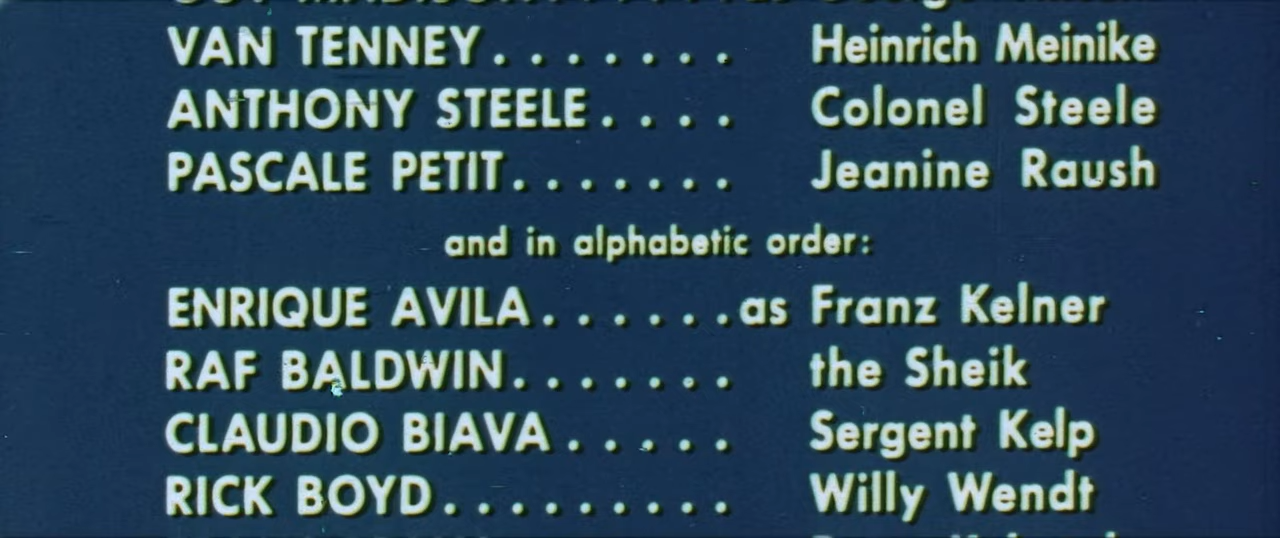 VAN TENNEY........ Heinrich Meinike
ANTHONY STEELE.... Colonel Steele
PASCALE PETIT....... Jeanine Raush
and in alphabetic order:
ENRIQUE AVILA......as Franz Kelner
RAF BALDWIN....... the Sheik
CLAUDIO BIAVA..... Sergent Kelp
RICK BOYD......... Willy Wendt